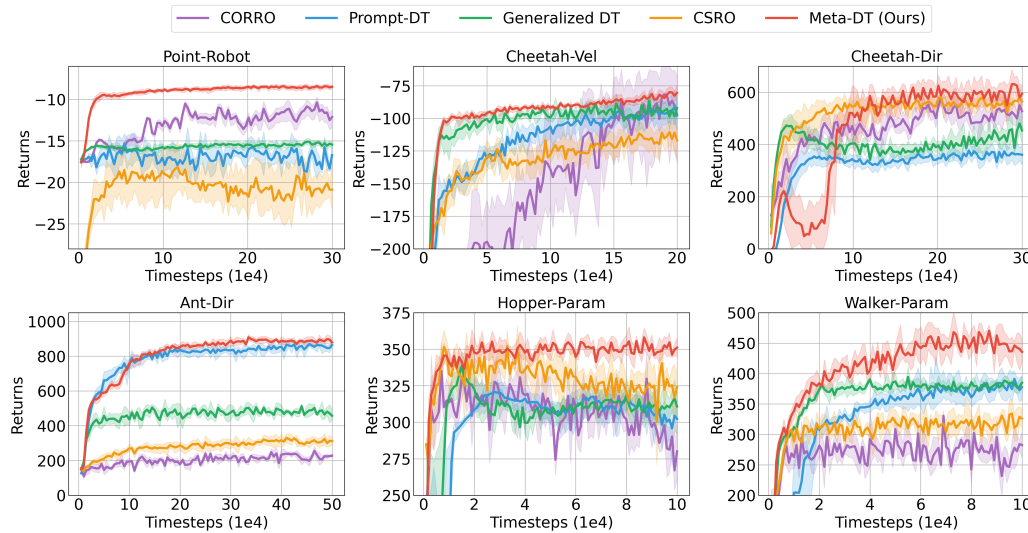 CORRO Prompt-DT Generalized DT CSRO Meta-DT (Ours)
Point-Robot
Returns
−10
−15
−20
−25
0 10 20 30
Timesteps (1e4)
Cheetah-Vel
Returns
−75
−100
−125
−150
−175
−200
0 5 10 15 20
Timesteps (1e4)
Cheetah-Dir
Returns
600
400
200
0
0 10 20 30
Timesteps (1e4)
Ant-Dir
Returns
1000
800
600
400
200
0
0 10 20 30 40 50
Timesteps (1e4)
Hopper-Param
Returns
375
350
325
300
275
250
0 2 4 6 8 10
Timesteps (1e4)
Walker-Param
Returns
500
450
400
350
300
250
200
0 2 4 6 8 10
Timesteps (1e4)